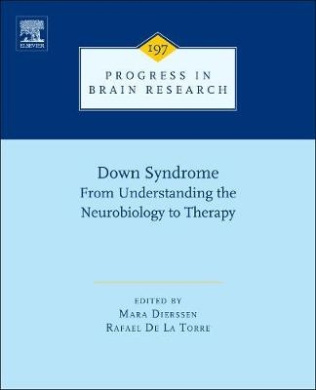 ELSEVIER
197
PROGRESS IN
BRAIN RESEARCH
Down Syndrome
From Understanding the
Neurobiology to Therapy
EDITED BY
MARA DIERSSEN
RAFAEL DE LA TORRE